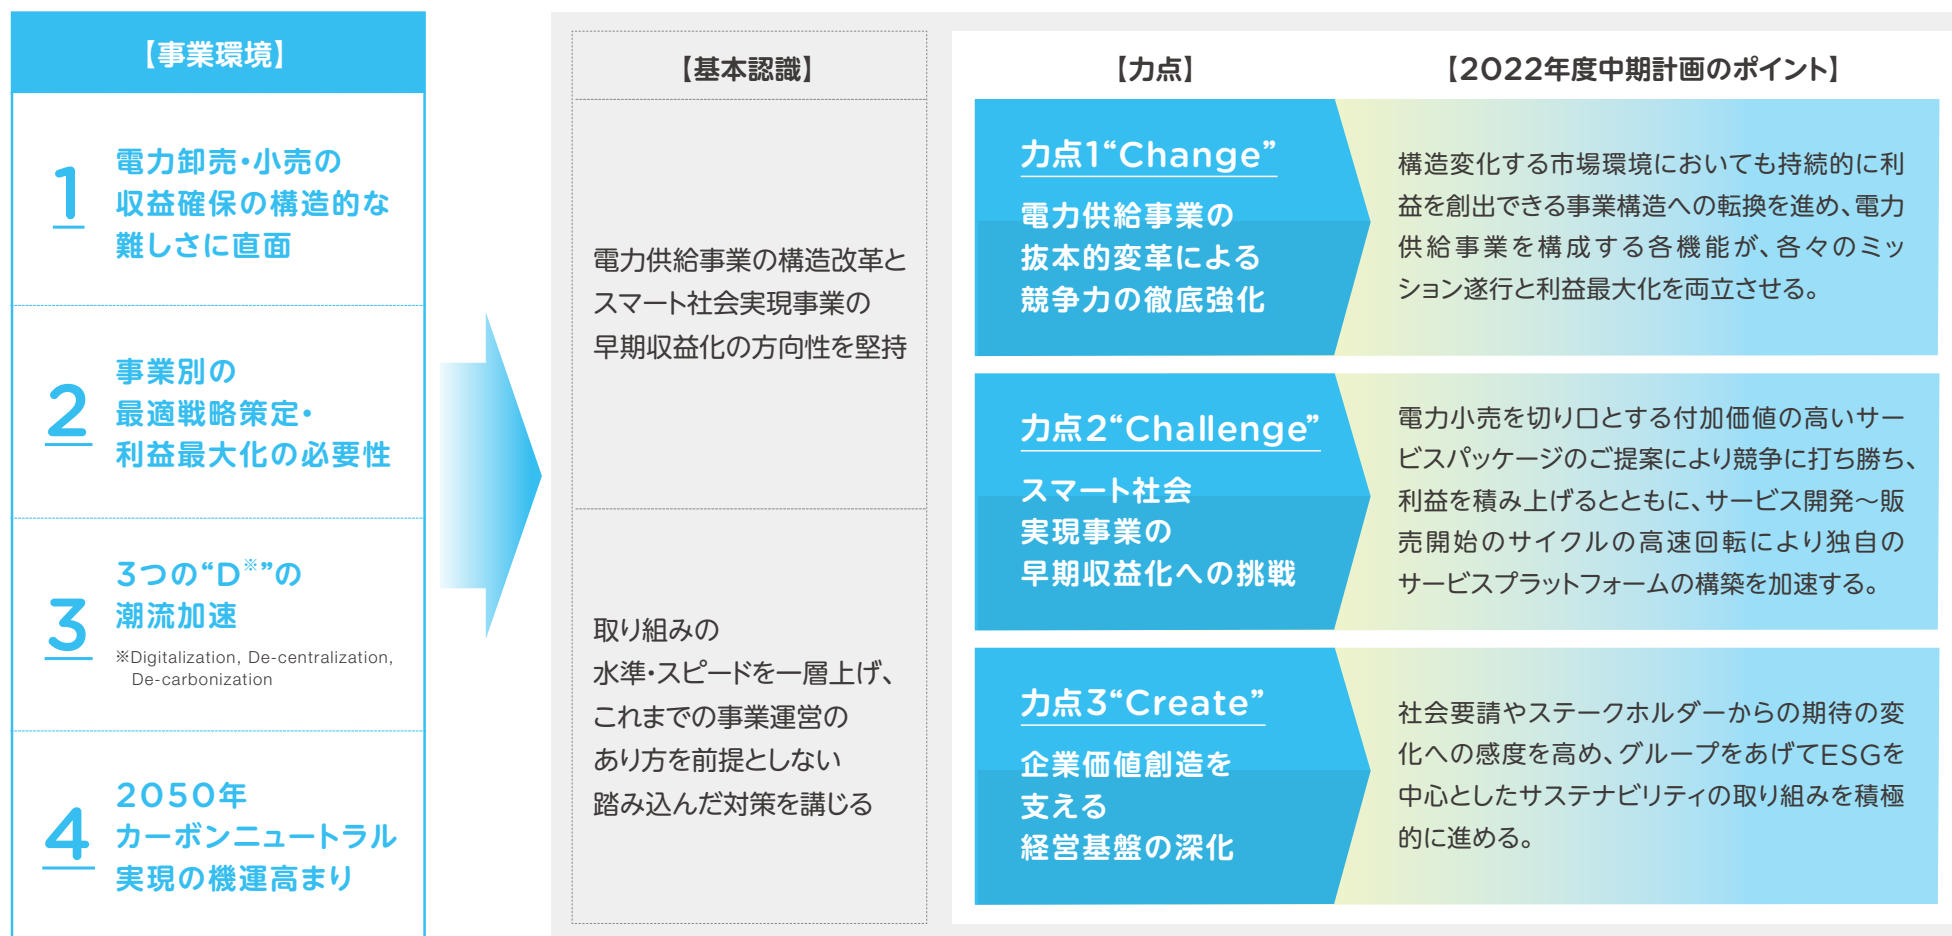 【事業環境】
1
電力卸売・小売の
収益確保の構造的な
難しさに直面
2
事業別の
最適戦略策定・
利益最大化の必要性
3
3つの“D※”の
潮流加速
※Digitalization, De-centralization,
De-carbonization
4
2050年
カーボンニュートラル
実現の機運高まり
【基本認識】
電力供給事業の構造改革と
スマート社会実現事業の
早期収益化の方向性を堅持
取り組みの
水準・スピードを一層上げ、
これまでの事業運営の
あり方を前提としない
踏み込んだ対策を講じる
【力点】
【2022年度中期計画のポイント】
力点1“Change”
電力供給事業の
抜本的変革による
競争力の徹底強化
構造変化する市場環境においても持続的に利
益を創出できる事業構造への転換を進め、電力
供給事業を構成する各機能が、各々のミッ
ション遂行と利益最大化を両立させる。
力点2“Challenge”
スマート社会
実現事業の
早期収益化への挑戦
電力小売を切り口とする付加価値の高いサー
ビスパッケージのご提案により競争に打ち勝ち、
利益を積み上げるとともに、サービス開発～販
売開始のサイクルの高速回転により独自の
サービスプラットフォームの構築を加速する。
力点3“Create”
企業価値創造を
支える
経営基盤の深化
社会要請やステークホルダーからの期待の変
化への感度を高め、グループをあげてESGを
中心としたサステナビリティの取り組みを積極
的に進める。